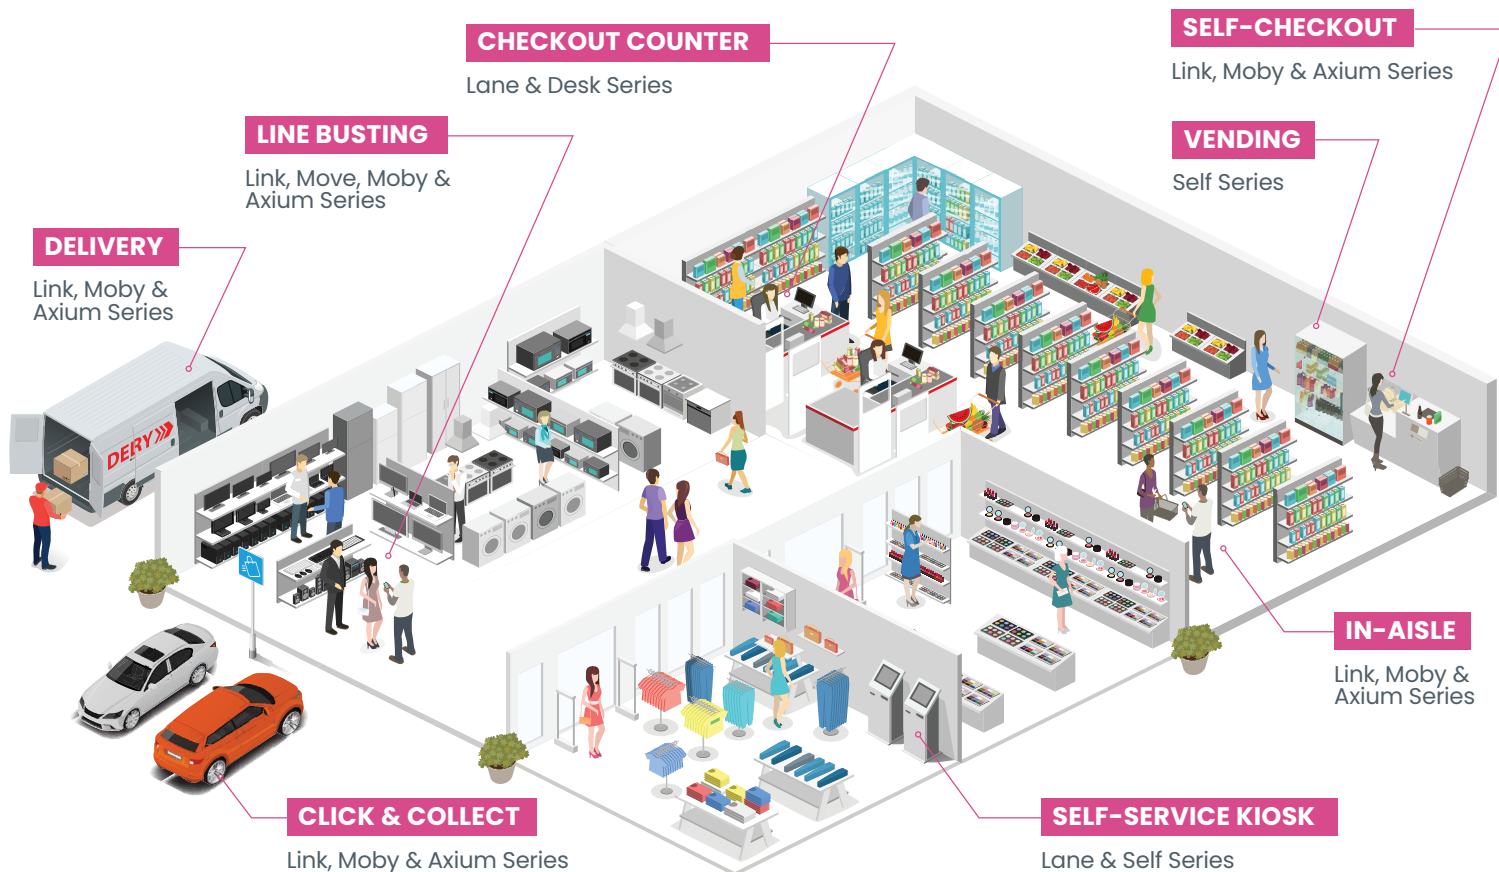 CHECKOUT COUNTER
Lane & Desk Series
SELF-CHECKOUT
Link, Moby & Axium Series
LINE BUSTING
Link, Move, Moby &
Axium Series
VENDING
Self Series
DELIVERY
Link, Moby &
Axium Series
DERY
IN-AISLE
Link, Moby &
Axium Series
CLICK & COLLECT
Link, Moby & Axium Series
SELF-SERVICE KIOSK
Lane & Self Series